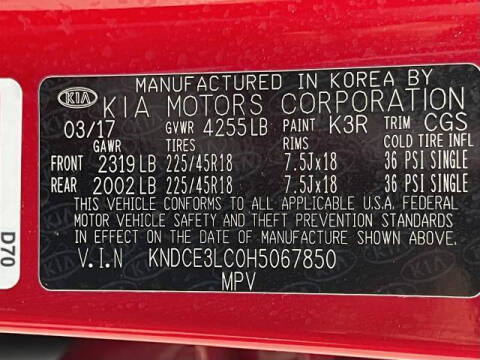 MANUFACTURED IN KOREA BY
KIA KIA MOTORS CORPORATION
03/17 GVWR 4255LB PAINT K3R TRIM CGS
GAWR TIRES RIMS COLD TIRE INFL
FRONT 2319LB 225/45R18 7.5Jx18 36 PSI SINGLE
REAR 2002LB 225/45R18 7.5Jx18 36 PSI SINGLE
THIS VEHICLE CONFORMS TO ALL APPLICABLE U.S.A. FEDERAL
MOTOR VEHICLE SAFETY AND THEFT PREVENTION STANDARDS
IN EFFECT ON THE DATE OF MANUFACTURE SHOWN ABOVE.
V.I.N KNDCE3LC0H5067850
MPV
D70